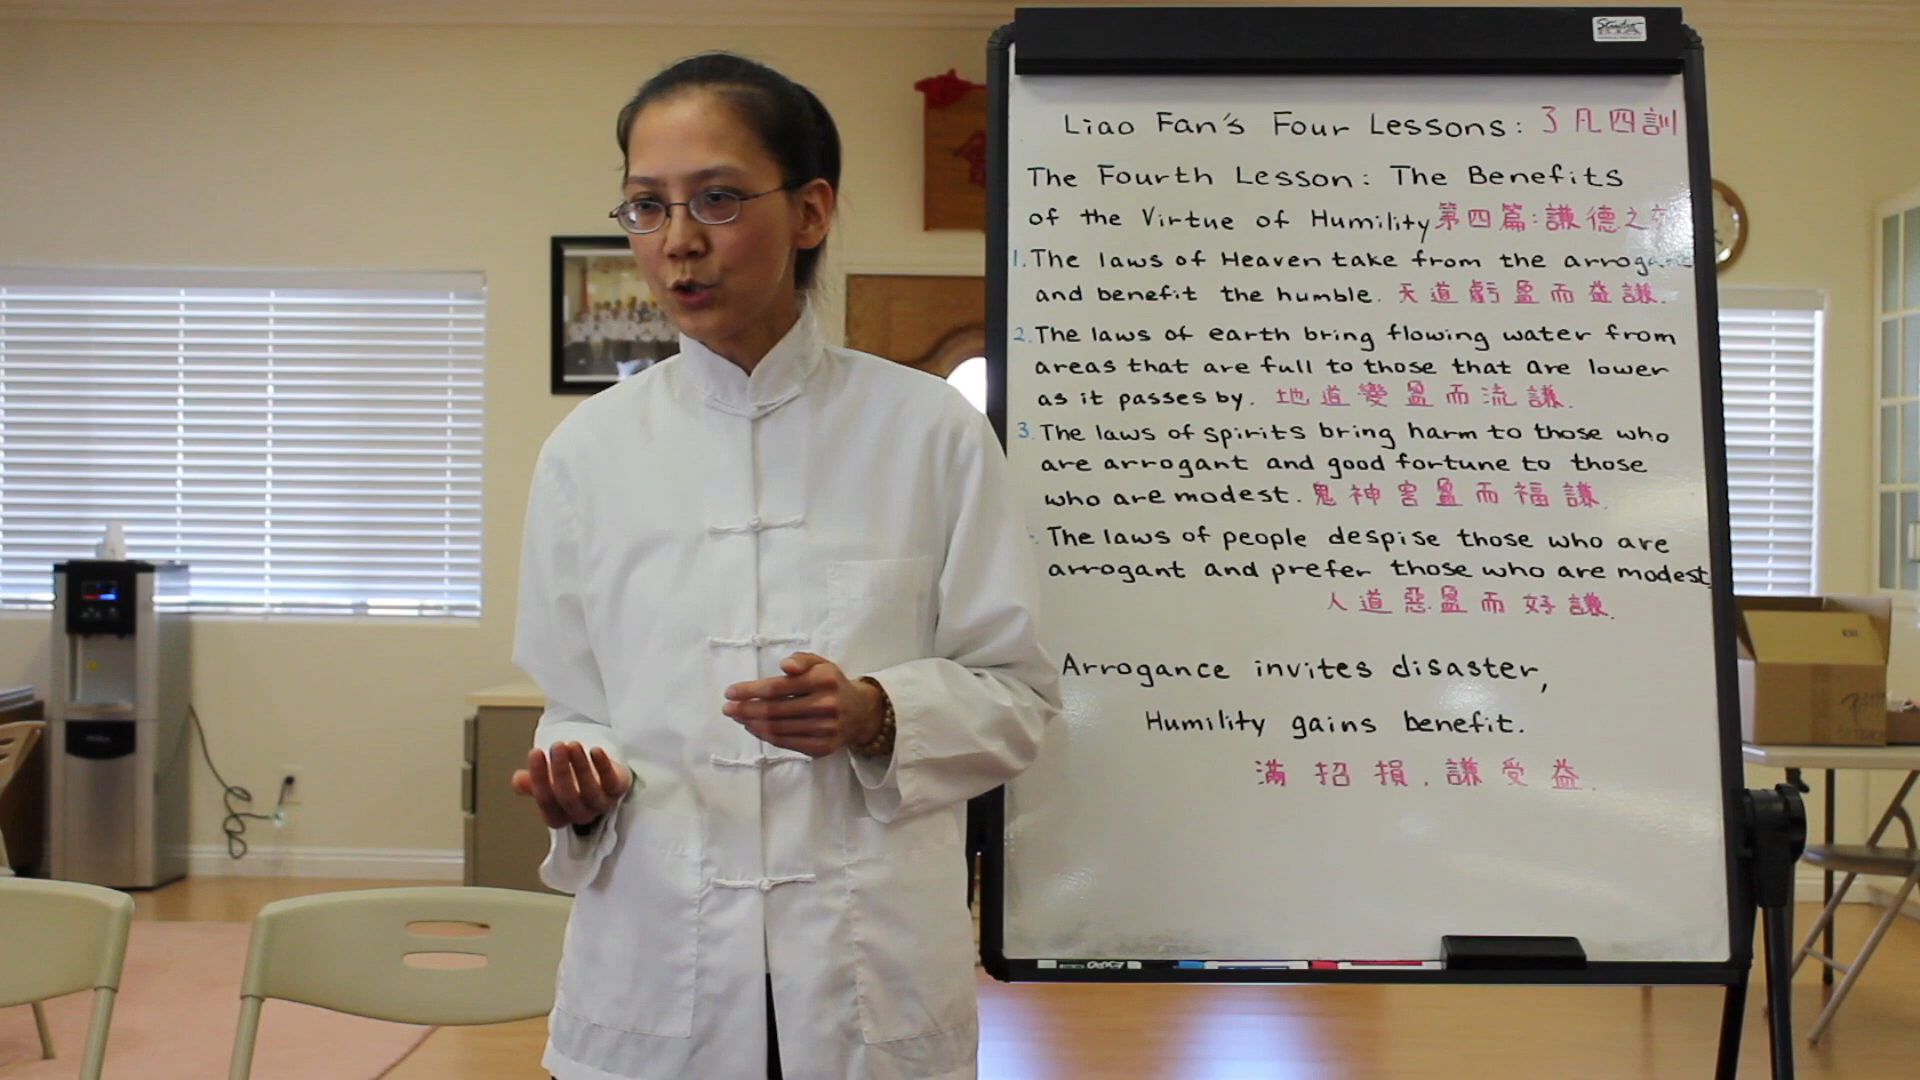 Studio
Liao Fan's Four Lessons: 了凡四訓
The Fourth Lesson: The Benefits
of the Virtue of Humility 第四篇:謙德之
1. The laws of Heaven take from the
and benefit the humble. 天道虧盈而益謙.
2. The laws of earth bring flowing water from
areas that are full to those that are lower
as it passes by. 地道變盈而流謙.
3. The laws of spirits bring harm to those who
are arrogant and good fortune to those
who are modest. 鬼神害盈而福謙.
The laws of people despise those who are
arrogant and prefer those who are modest
人道惡盈而好謙.
Arrogance invites disaster,
Humility gains benefit.
滿招損,謙受益.
EXPO